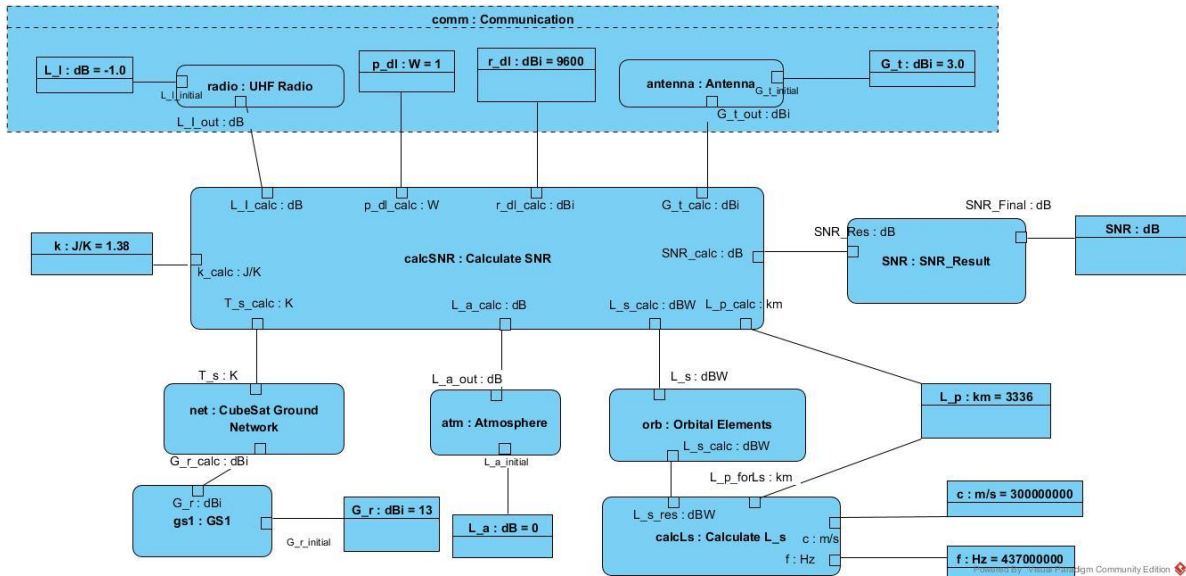 comm : Communication
L_l : dB = -1.0
p_dl : W = 1
r_dl : dBi = 9600
G_t : dBi = 3.0
radio : UHF Radio
L_l_initial
antenna : Antenna
G_t_initial
L_l_out : dB
G_t_out : dBi
L_l_calc : dB
p_dl_calc : W
r_dl_calc : dBi
G_t_calc : dBi
SNR_Final : dB
k : J/K = 1.38
k_calc : J/K
calcSNR : Calculate SNR
SNR_calc : dB
SNR_Res : dB
SNR : SNR_Result
SNR : dB
T_s_calc : K
L_a_calc : dB
L_s_calc : dBW
L_p_calc : km
T_s : K
L_a_out : dB
L_s : dBW
net : CubeSat Ground
Network
atm : Atmosphere
orb : Orbital Elements
L_p : km = 3336
G_r_calc : dBi
L_a_initial
L_s_calc : dBW
L_p_forLs : km
G_r : dBi
gs1 : GS1
G_r_initial
G_r : dBi = 13
L_a : dB = 0
L_s_res : dBW
calcLs : Calculate L_s
c : m/s
f : Hz
c : m/s = 300000000
f : Hz = 437000000
Powered By Visual Paradigm Community Edition